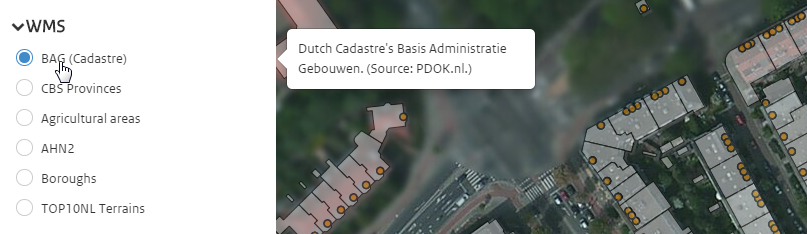 WMS
BAG (Cadastre)
CBS Provinces
Agricultural areas
AHN2
Boroughs
TOP10NL Terrains
Dutch Cadastre's Basis Administratie
Gebouwen. (Source: PDOK.nl.)